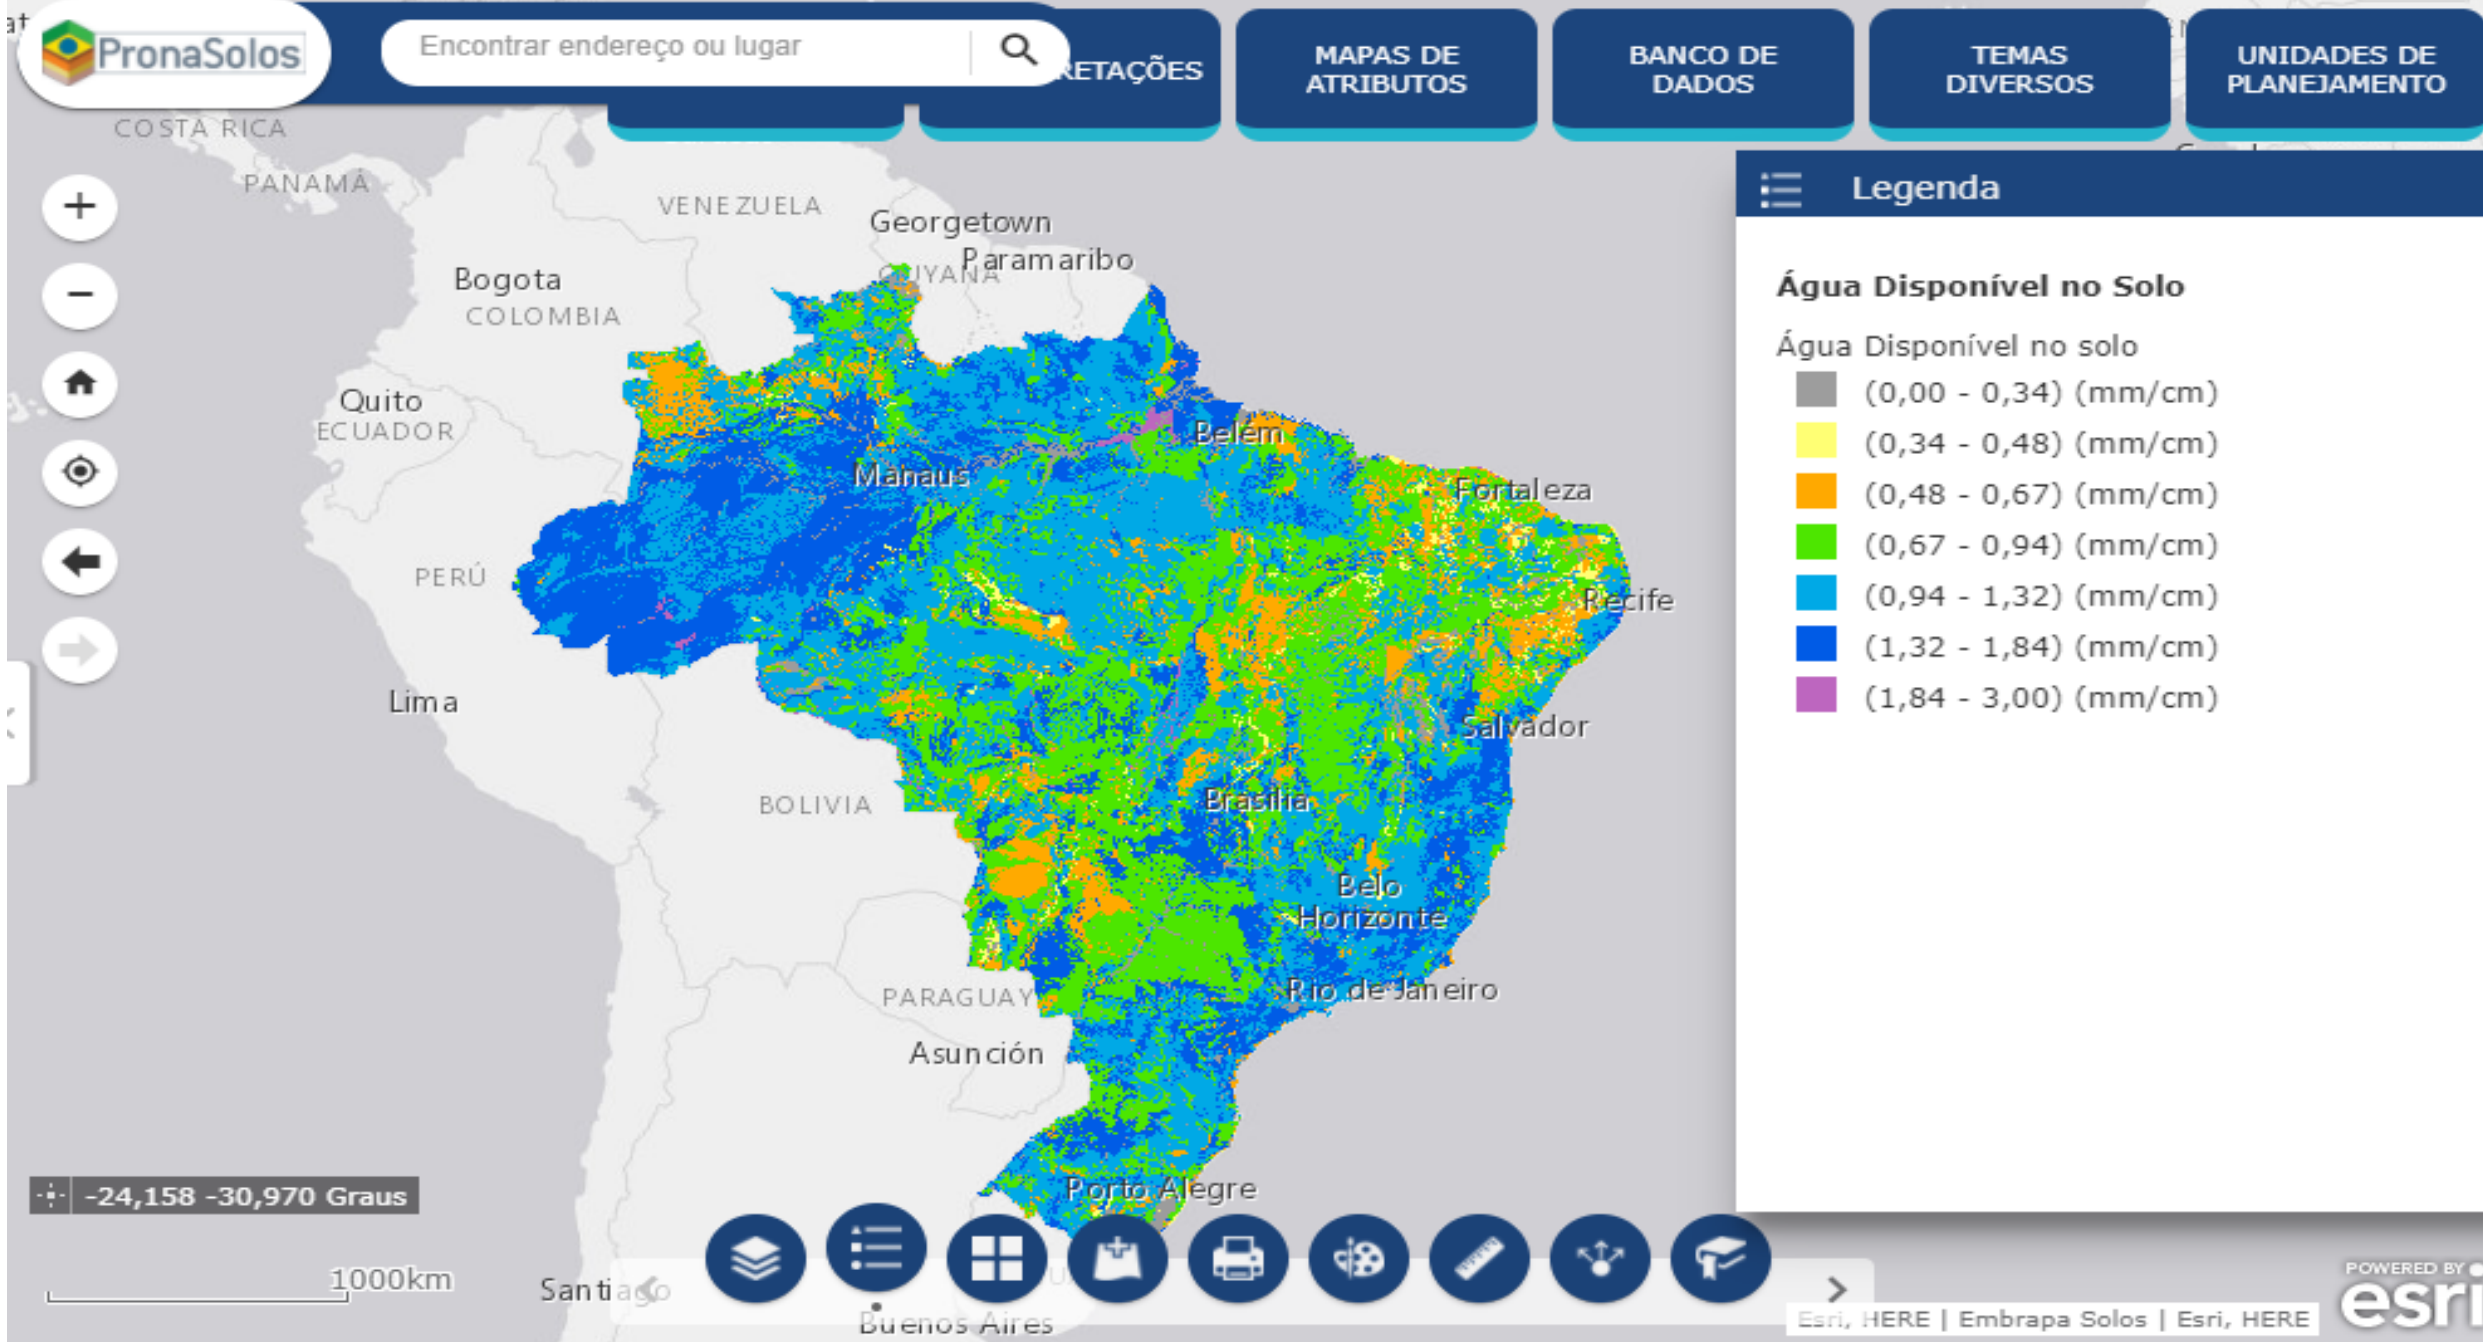 PronaSolos
Encontrar endereço ou lugar
RETAÇÕES
MAPAS DE
ATRIBUTOS
BANCO DE
DADOS
TEMAS
DIVERSOS
UNIDADES DE
PLANEJAMENTO
COSTA RICA
PANAMÁ
VENEZUELA
Georgetown
Paramaribo
GUYANA
Bogota
COLOMBIA
Quito
ECUADOR
Belém
Manaus
Fortaleza
PERÚ
Recife
Lima
Salvador
BOLIVIA
Brasília
Belo
Horizonte
PARAGUAY
Rio de Janeiro
Asunción
Porto Alegre
Santiago
Buenos Aires
Legenda
Água Disponível no Solo
Água Disponível no solo
(0,00 - 0,34) (mm/cm)
(0,34 - 0,48) (mm/cm)
(0,48 - 0,67) (mm/cm)
(0,67 - 0,94) (mm/cm)
(0,94 - 1,32) (mm/cm)
(1,32 - 1,84) (mm/cm)
(1,84 - 3,00) (mm/cm)
-24,158 -30,970 Graus
1000km
POWERED BY
esri
Esri, HERE | Embrapa Solos | Esri, HERE